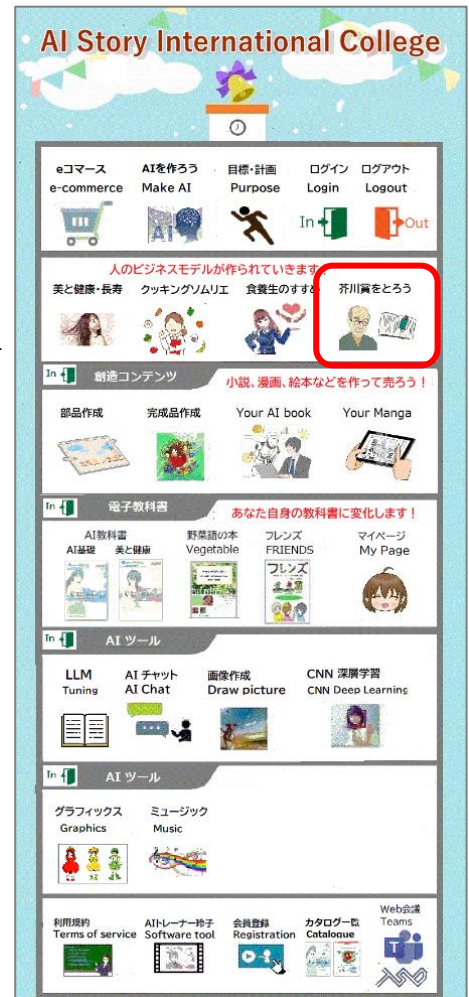 AI Story International College
eコマース AIを作ろう 目標・計画 ログイン ログアウト
e-commerce Make AI Purpose Login Logout
AI In Out
人のビジネスモデルが作られていきます
美と健康・長寿 クッキングソムリエ 食養生のすすめ 芥川賞をとろう
In 創造コンテンツ 小説、漫画、絵本などを作って売ろう!
部品作成 完成品作成 Your AI book Your Manga
In 電子教科書 あなた自身の教科書に変化します!
AI教科書 野菜語の本 フレンズ マイページ
AI基礎 美と健康 Vegetable FRIENDS My Page
フレンズ
In AI ツール
LLM AI チャット 画像作成 CNN 深層学習
Tuning AI Chat Draw picture CNN Deep Learning
In AI ツール
グラフィックス ミュージック
Graphics Music
利用規約 AIトレーナー玲子 会員登録 カタログ一覧 Web会議
Terms of service Software tool Registration Catalogue Teams